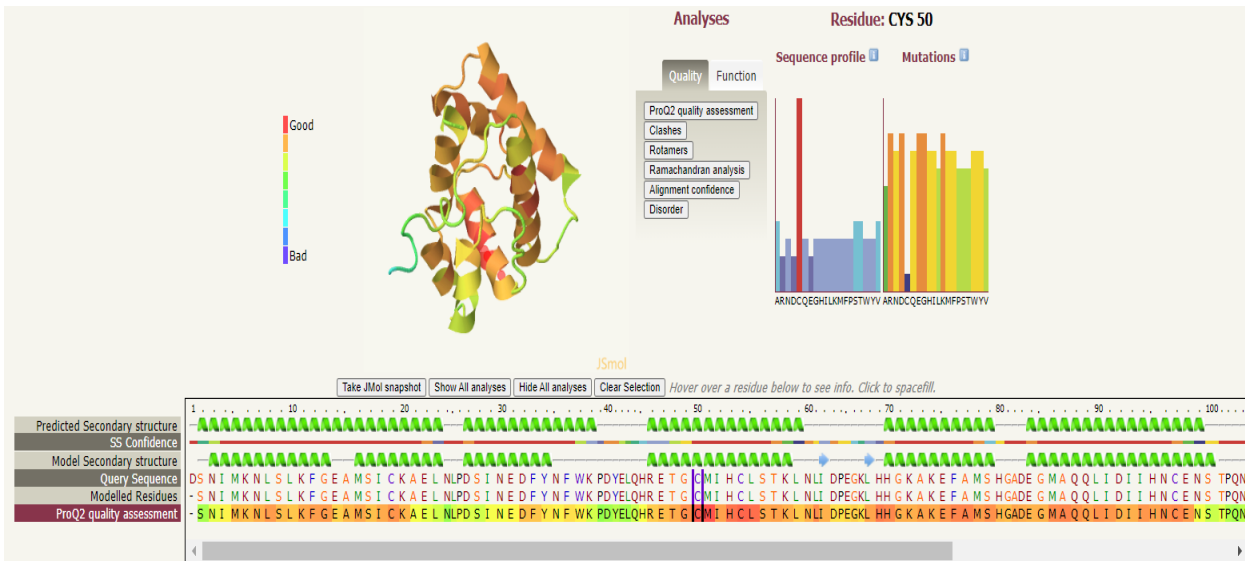 Analyses
Residue: CYS 50
Sequence profile i
Mutations i
Quality
Function
ProQ2 quality assessment
Clashes
Rotamers
Ramachandran analysis
Alignment confidence
Disorder
Good
Bad
ARNDCQEGHILKMFPSTWYV
ARNDCQEGHILKMFPSTWYV
JSmol
Take JMol snapshot
Show All analyses
Hide All analyses
Clear Selection
Hover over a residue below to see info. Click to spacefill.
1 10 20 30 40 50 60 70 80 90 100
Predicted Secondary structure
SS Confidence
Model Secondary structure
Query Sequence DSNIMKNLSLKFGEAMSICKAELNLPDSINEDFYNFWKPDYELQHRETGCMIHCLSTKLNLIDPEGKLHHGKAKEFAMSHGADEGMAQQLIDIIHNCENSTPQN
Modelled Residues -SNIMKNLSLKFGEAMSICKAELNLPDSINEDFYNFWKPDYELQHRETGCMIHCLSTKLNLIDPEGKLHHGKAKEFAMSHGADEGMAQQLIDIIHNCENSTPQN
ProQ2 quality assessment -SNIMKNLSLKFGEAMSICKAELNLPDSINEDFYNFWKPDYELQHRETGCMIHCLSTKLNLIDPEGKLHHGKAKEFAMSHGADEGMAQQLIDIIHNCENSTPQN